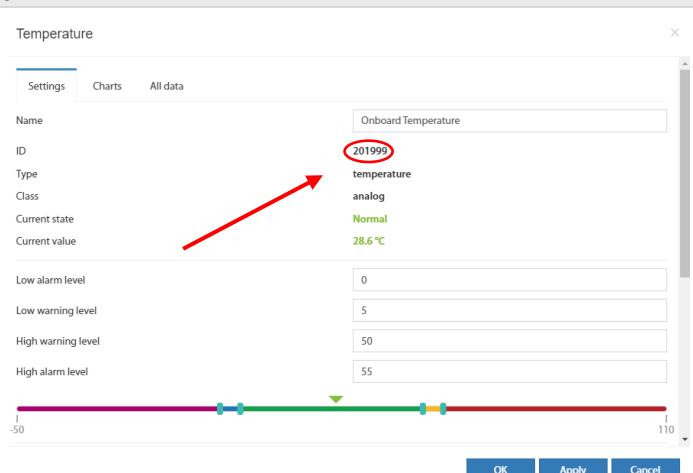 Temperature
Settings Charts All data
Name Onboard Temperature
ID 201999
Type temperature
Class analog
Current state Normal
Current value 28.6 °C
Low alarm level 0
Low warning level 5
High warning level 50
High alarm level 55
-50 110
OK Apply Cancel